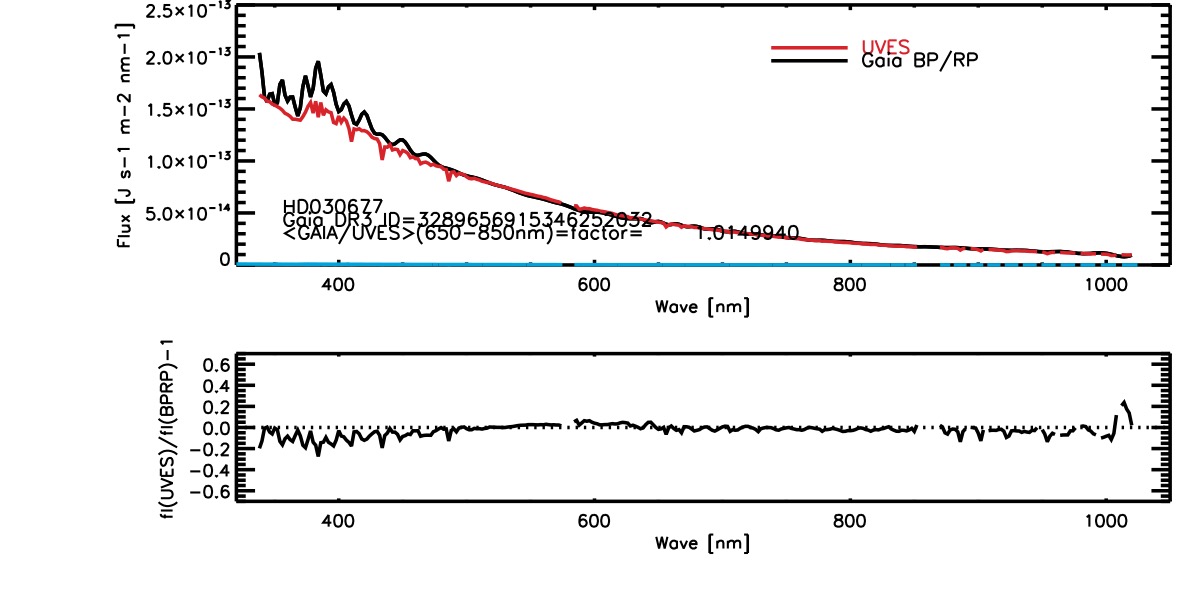 2.5×10−13
2.0×10−13
1.5×10−13
1.0×10−13
5.0×10−14
0
Flux [J s−1 m−2 nm−1]
UVES
Gaia BP/RP
HD030677
Gaia DR3 ID=3289656915346252032
<GAIA/UVES>(650−850nm)=factor= 1.0149940
400 600 800 1000
Wave [nm]
0.6
0.4
0.2
0.0
−0.2
−0.4
−0.6
fl(UVES)/fl(BPRP)−1
400 600 800 1000
Wave [nm]